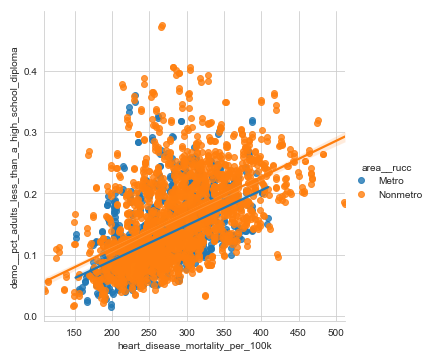 demo__pct_adults_less_than_a_high_school_diploma
0.4
0.3
0.2
0.1
0.0
150 200 250 300 350 400 450 500
heart_disease_mortality_per_100k
area__rucc
Metro
Nonmetro